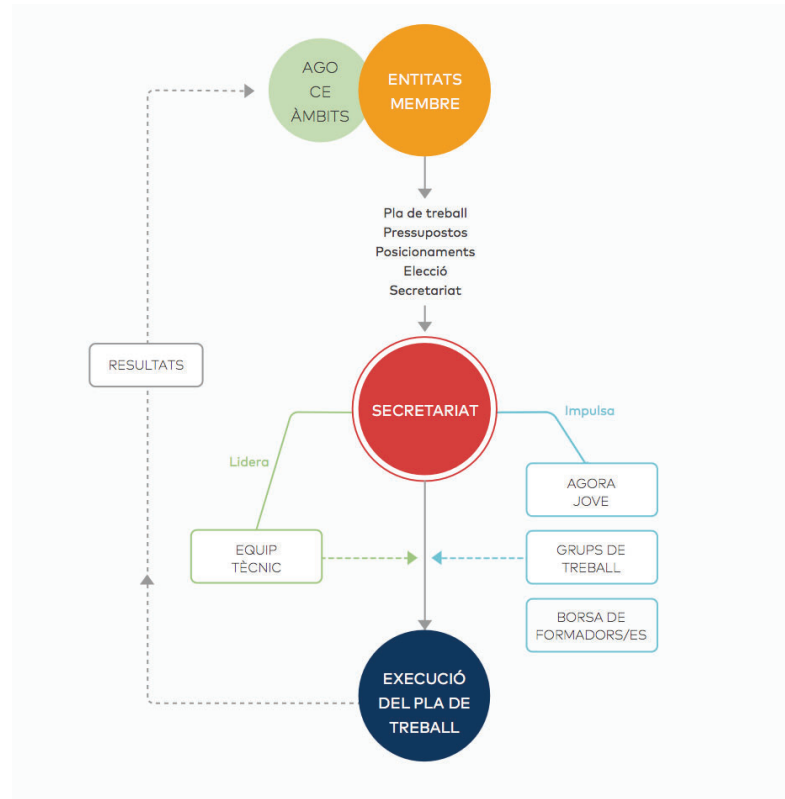 AGO
CE
ÀMBITS
ENTITATS
MEMBRE
Pla de treball
Pressupostos
Posicionaments
Elecció
Secretariat
RESULTATS
SECRETARIAT
Impulsa
Lidera
AGORA
JOVE
EQUIP
TÈCNIC
GRUPS DE
TREBALL
BORSA DE
FORMADORS/ES
EXECUCIÓ
DEL PLA DE
TREBALL